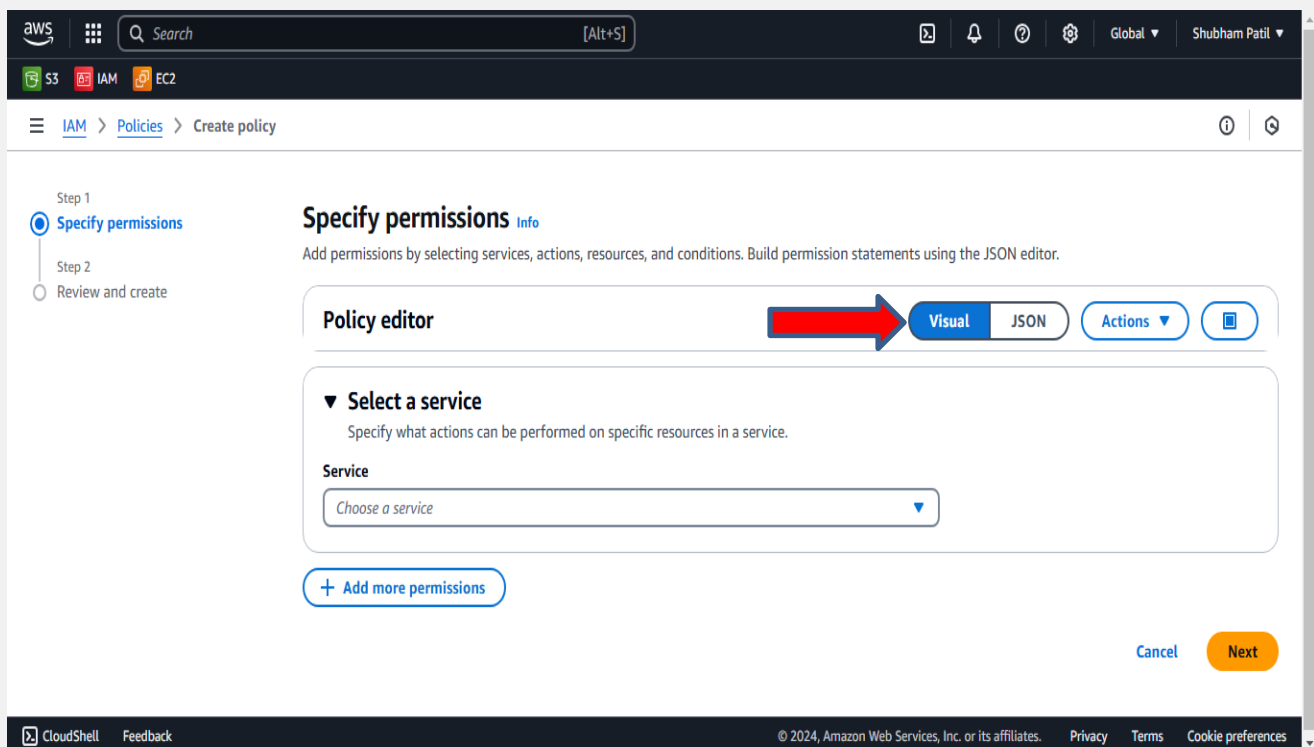 aws Search [Alt+S] Global ▼ Shubham Patil ▼
S3 IAM EC2
IAM > Policies > Create policy
Step 1
Specify permissions
Step 2
Review and create
Specify permissions Info
Add permissions by selecting services, actions, resources, and conditions. Build permission statements using the JSON editor.
Policy editor Visual JSON Actions ▼
▼ Select a service
Specify what actions can be performed on specific resources in a service.
Service
Choose a service
+ Add more permissions
Cancel Next
CloudShell Feedback © 2024, Amazon Web Services, Inc. or its affiliates. Privacy Terms Cookie preferences